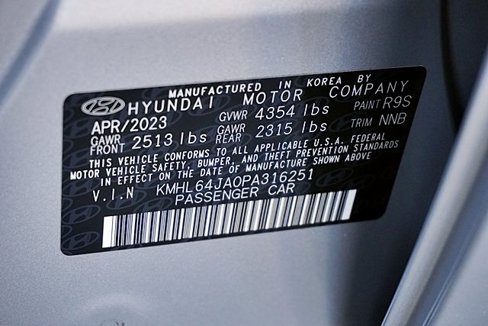 MANUFACTURED IN KOREA BY
HYUNDAI MOTOR COMPANY
APR/2023 GVWR 4354 lbs PAINT R9S
GAWR FRONT 2513 lbs GAWR REAR 2315 lbs TRIM NNB
THIS VEHICLE CONFORMS TO ALL APPLICABLE U.S.A. FEDERAL
MOTOR VEHICLE SAFETY, BUMPER, AND THEFT PREVENTION STANDARDS
IN EFFECT ON THE DATE OF MANUFACTURE SHOWN ABOVE
V.I.N KMHL64JA0PA316251
PASSENGER CAR